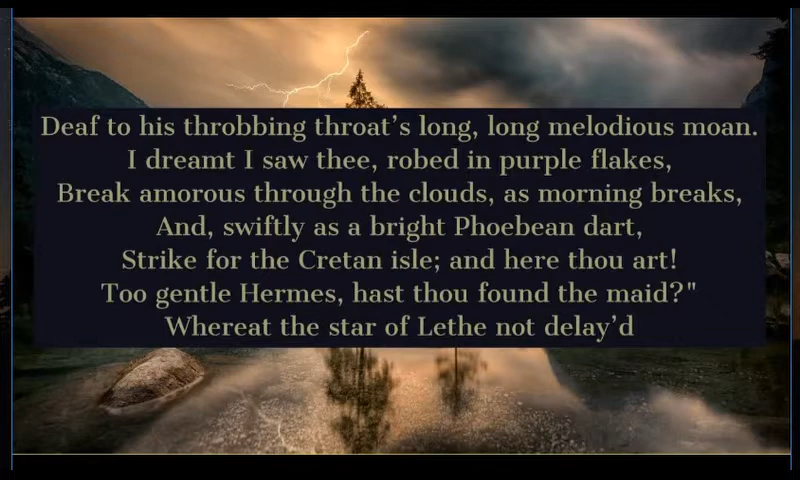 Deaf to his throbbing throat’s long, long melodious moan.
I dreamt I saw thee, robed in purple flakes,
Break amorous through the clouds, as morning breaks,
And, swiftly as a bright Phoebean dart,
Strike for the Cretan isle; and here thou art!
Too gentle Hermes, hast thou found the maid?"
Whereat the star of Lethe not delay’d